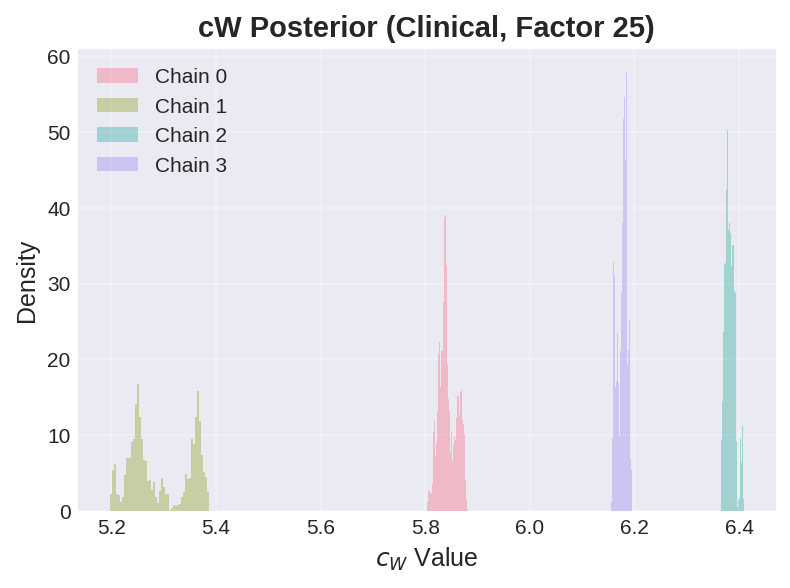 cW Posterior (Clinical, Factor 25)
60
50
40
30
20
10
0
Density
Chain 0
Chain 1
Chain 2
Chain 3
5.2 5.4 5.6 5.8 6.0 6.2 6.4
c_W Value